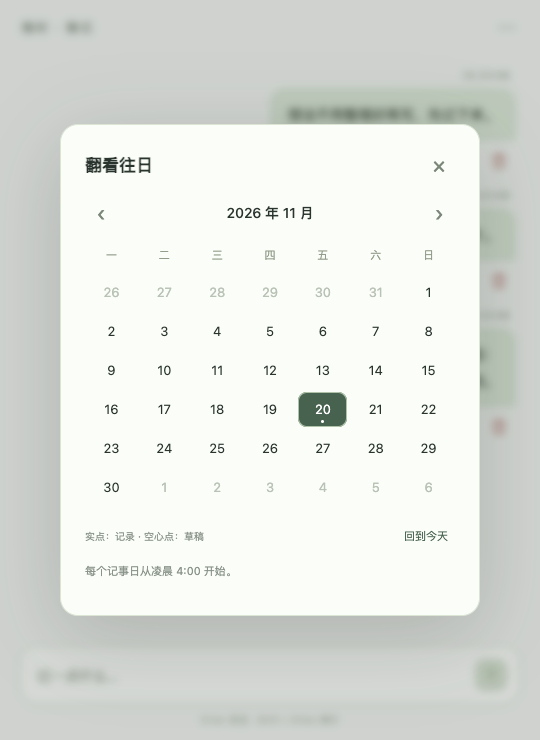 翻看往日
×
‹ 2026 年 11 月 ›
一 二 三 四 五 六 日
26 27 28 29 30 31 1
2 3 4 5 6 7 8
9 10 11 12 13 14 15
16 17 18 19 20 21 22
23 24 25 26 27 28 29
30 1 2 3 4 5 6
实点：记录 · 空心点：草稿 回到今天
每个记事日从凌晨 4:00 开始。